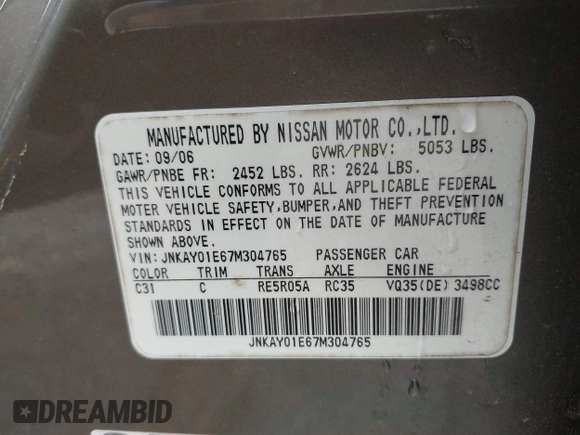 MANUFACTURED BY NISSAN MOTOR CO.,LTD.
DATE: 09/06 GVWR/PNBV: 5053 LBS.
GAWR/PNBE FR: 2452 LBS. RR: 2624 LBS.
THIS VEHICLE CONFORMS TO ALL APPLICABLE FEDERAL
MOTOR VEHICLE SAFETY,BUMPER,AND THEFT PREVENTION
STANDARDS IN EFFECT ON THE DATE OF MANUFACTURE
SHOWN ABOVE.
VIN: JNKAY01E67M304765 PASSENGER CAR
COLOR TRIM TRANS AXLE ENGINE
C31 C RE5R05A RC35 VQ35(DE) 3498CC
JNKAY01E67M304765
DREAMBID